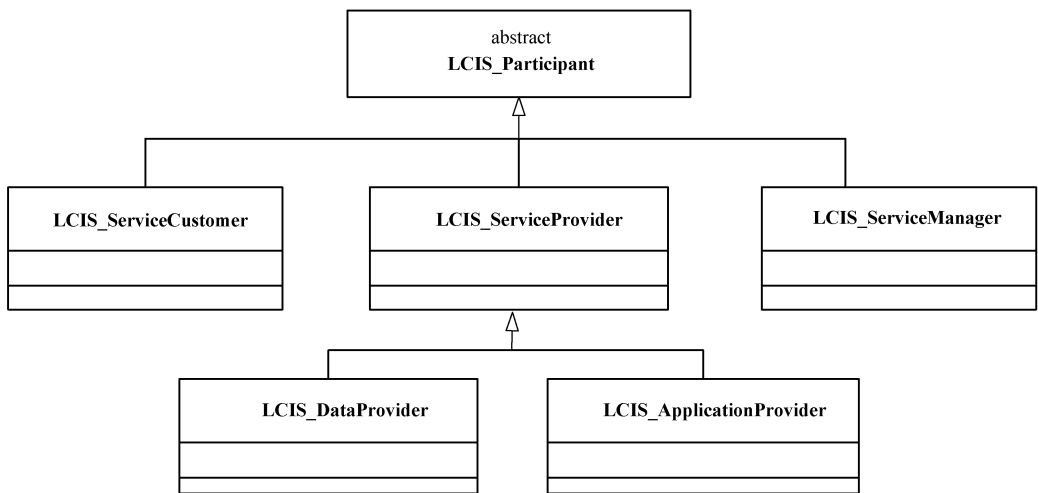 abstract
LCIS_Participant
LCIS_ServiceCustomer
LCIS_ServiceProvider
LCIS_ServiceManager
LCIS_DataProvider
LCIS_ApplicationProvider